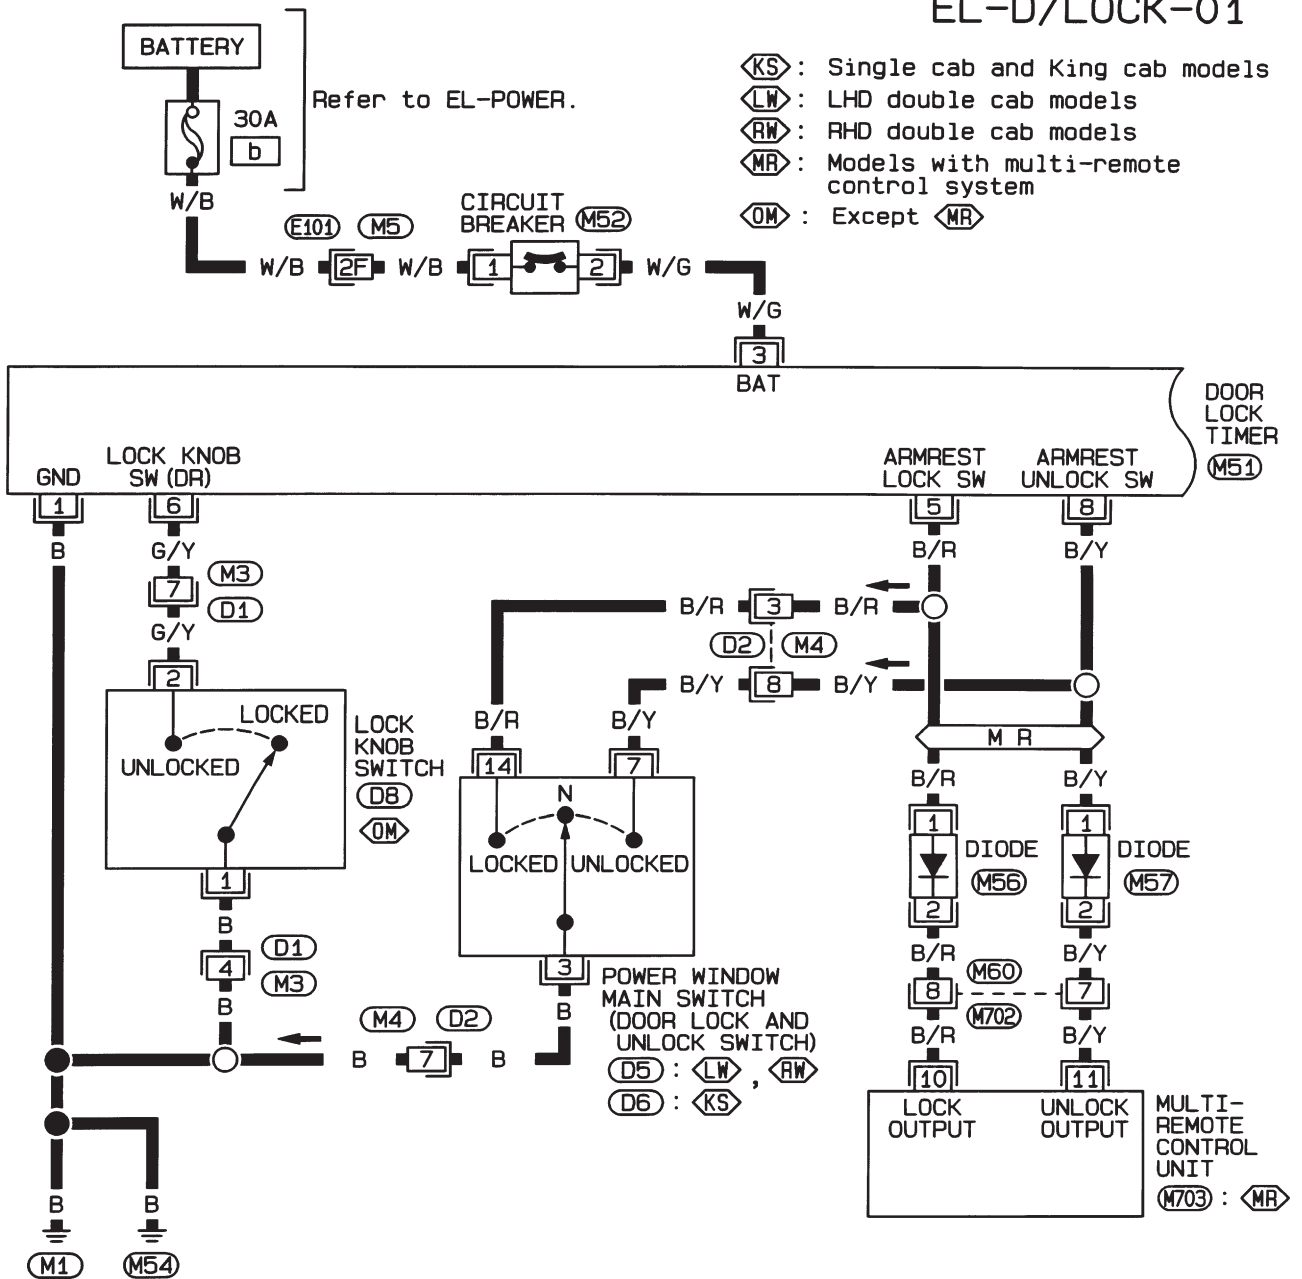 EL-D/LOCK-01
BATTERY
30A
b
Refer to EL-POWER.
KS : Single cab and King cab models
LW : LHD double cab models
RW : RHD double cab models
MR : Models with multi-remote
control system
OM : Except MR
W/B
E101 M5
CIRCUIT
BREAKER M52
W/B 2F W/B 1 2 W/G
W/G
3
BAT
DOOR
LOCK
TIMER
M51
GND
LOCK KNOB
SW (DR)
ARMREST
LOCK SW
ARMREST
UNLOCK SW
1 6 5 8
B G/Y B/R B/Y
7 M3
D1
G/Y
2
B/R 3 B/R
D2 M4
B/Y 8 B/Y
LOCKED
UNLOCKED
LOCK
KNOB
SWITCH
D8
OM
1
B/R B/Y
14 7
N
LOCKED UNLOCKED
3
M R
B/R B/Y
1 1
DIODE
M56
DIODE
M57
2 2
B/R B/Y
M60
8 7
M702
B/R B/Y
10 11
LOCK
OUTPUT
UNLOCK
OUTPUT
MULTI-
REMOTE
CONTROL
UNIT
M703 : MR
B
D1
4
M3
B
POWER WINDOW
MAIN SWITCH
(DOOR LOCK AND
UNLOCK SWITCH)
D5 : LW , RW
D6 : KS
B
M4 D2
B 7 B
B B
M1 M54